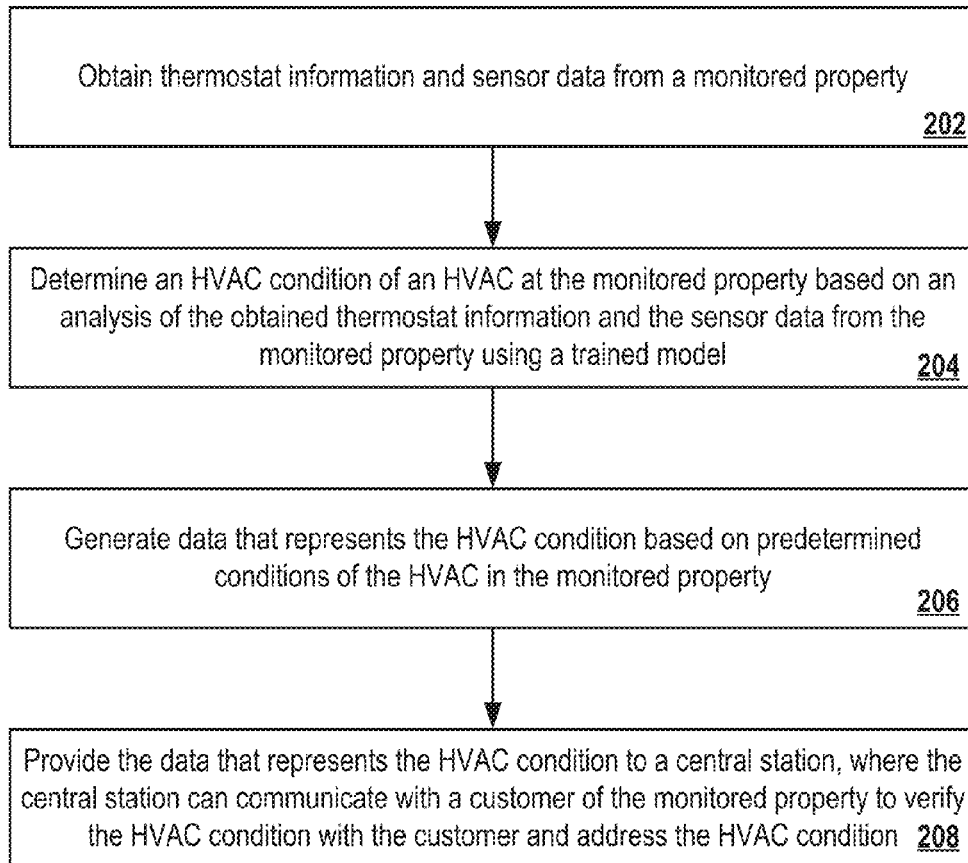 Obtain thermostat information and sensor data from a monitored property
202
Determine an HVAC condition of an HVAC at the monitored property based on an
analysis of the obtained thermostat information and the sensor data from the
monitored property using a trained model
204
Generate data that represents the HVAC condition based on predetermined
conditions of the HVAC in the monitored property
206
Provide the data that represents the HVAC condition to a central station, where the
central station can communicate with a customer of the monitored property to verify
the HVAC condition with the customer and address the HVAC condition 208